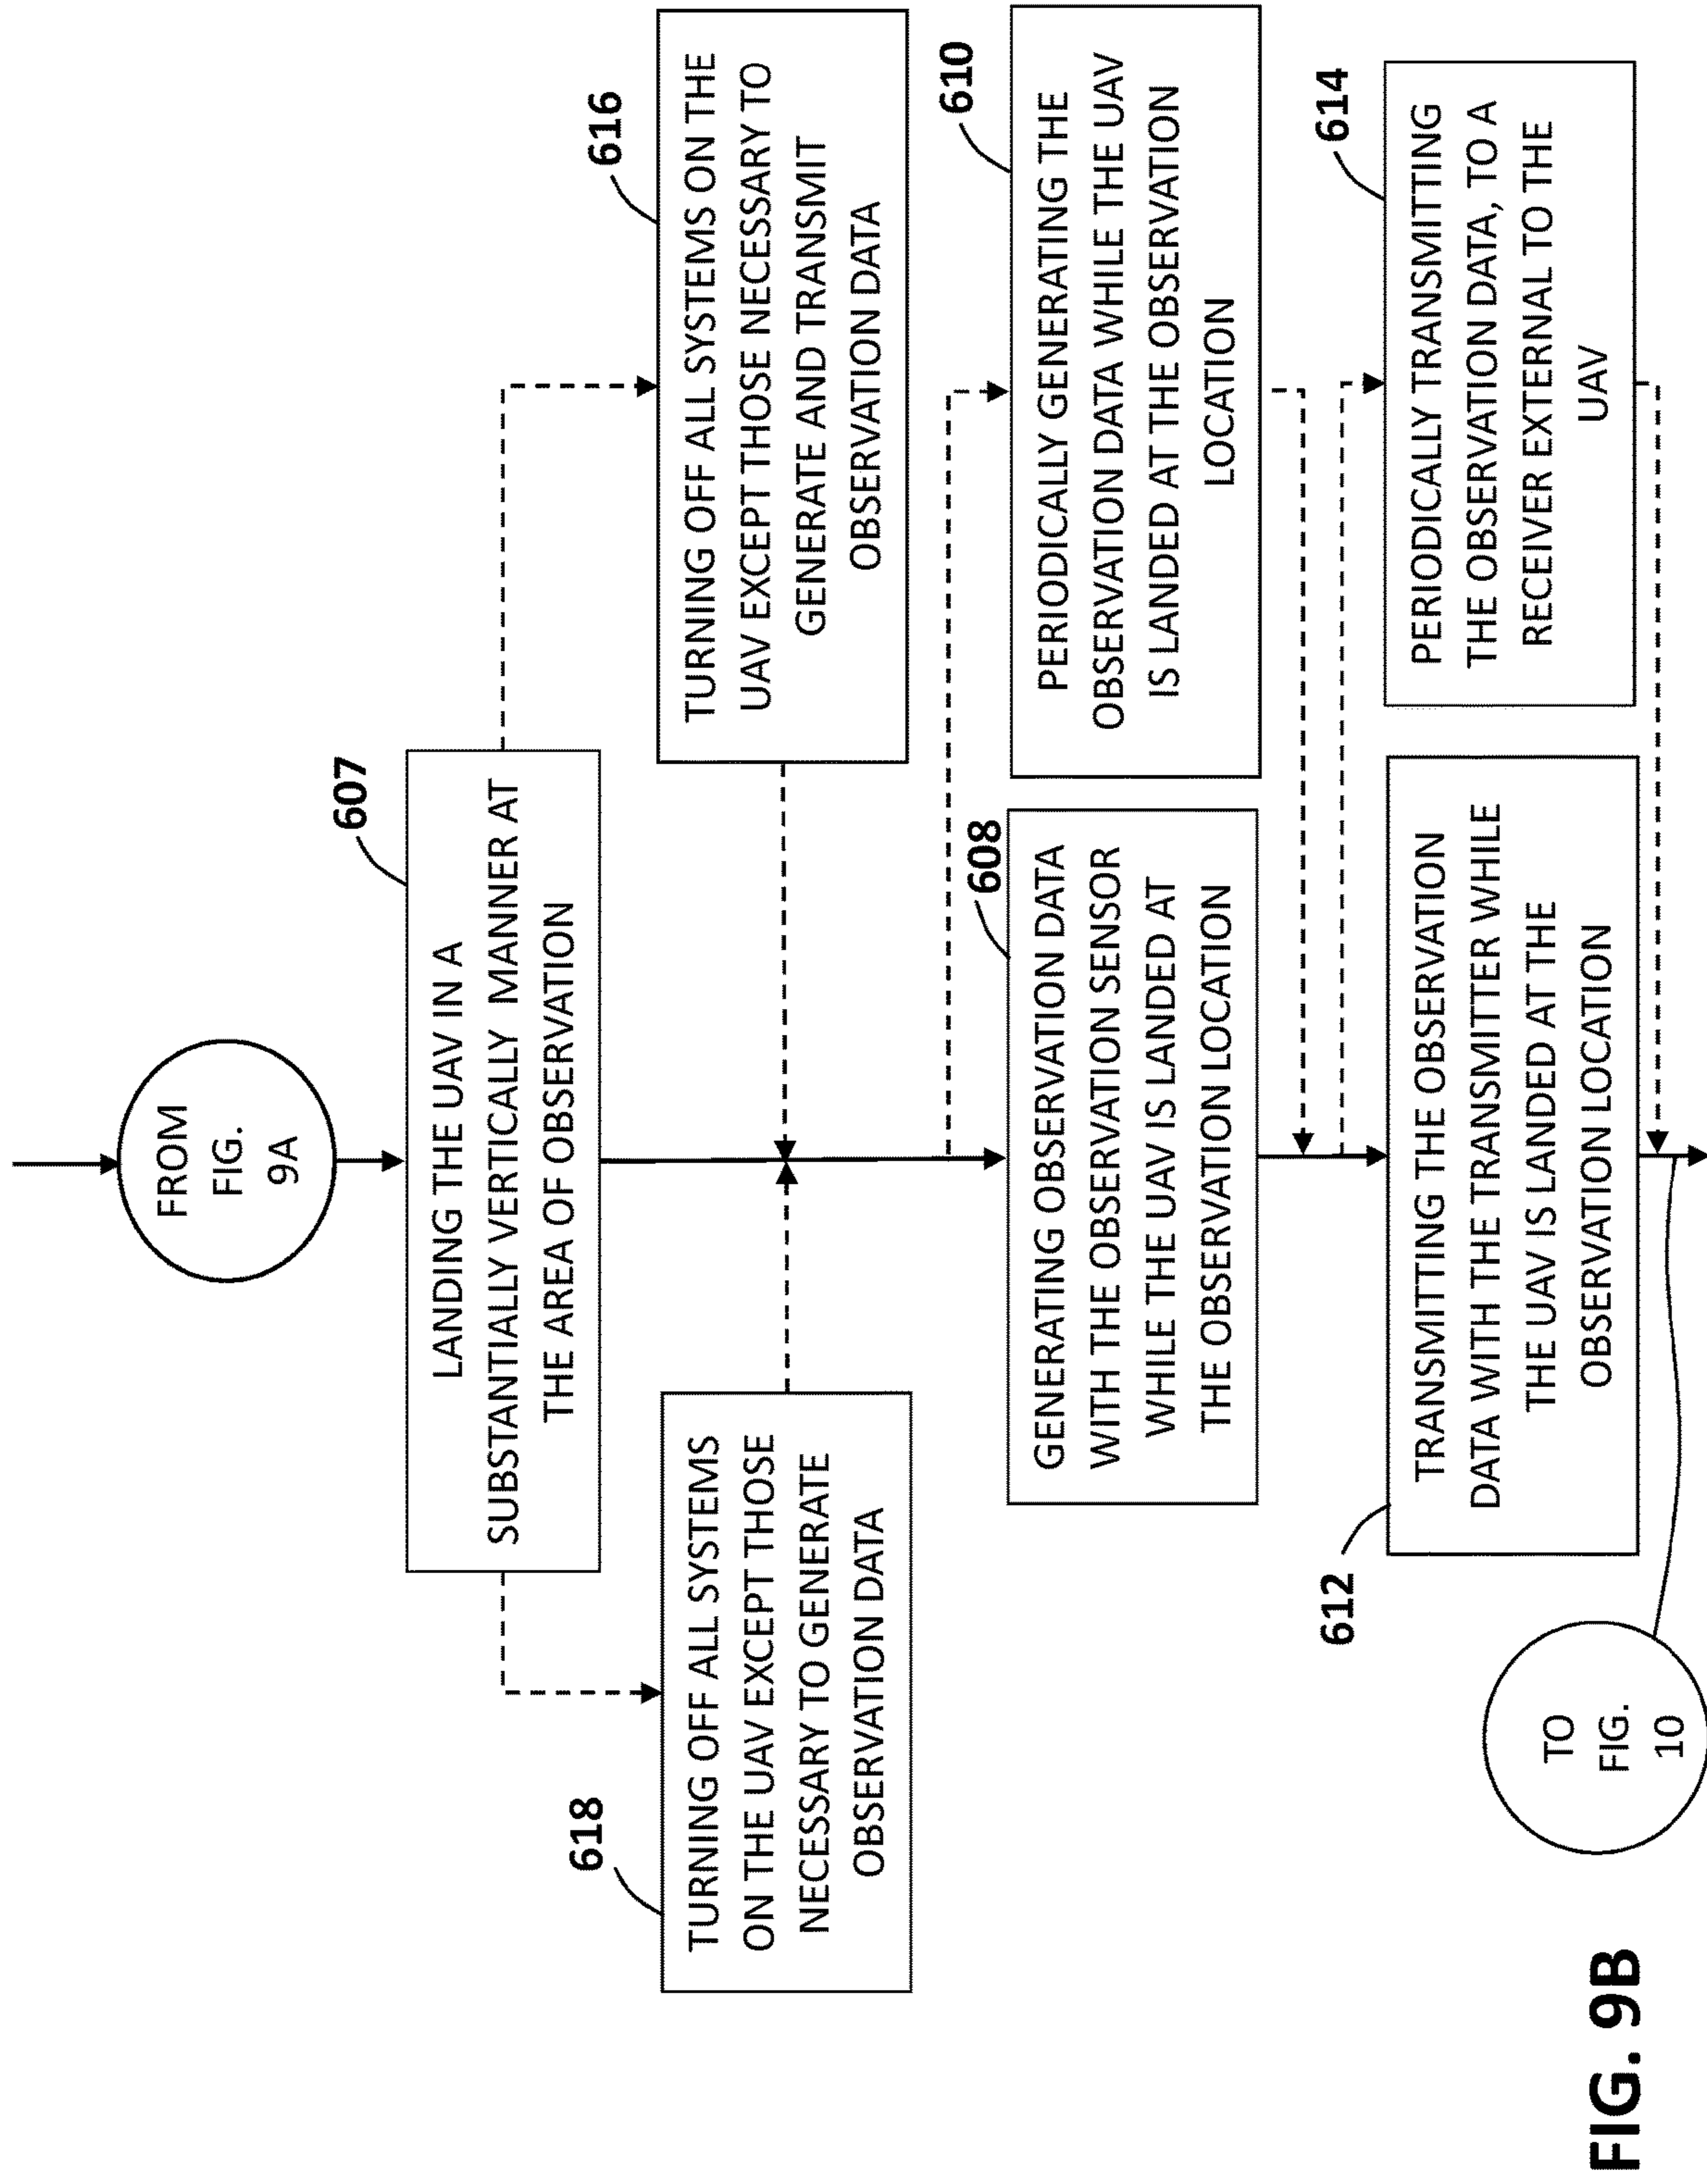 FROM
FIG.
9A
607
LANDING THE UAV IN A
SUBSTANTIALLY VERTICALLY MANNER AT
THE AREA OF OBSERVATION
618
TURNING OFF ALL SYSTEMS
ON THE UAV EXCEPT THOSE
NECESSARY TO GENERATE
OBSERVATION DATA
616
TURNING OFF ALL SYSTEMS ON THE
UAV EXCEPT THOSE NECESSARY TO
GENERATE AND TRANSMIT
OBSERVATION DATA
608
GENERATING OBSERVATION DATA
WITH THE OBSERVATION SENSOR
WHILE THE UAV IS LANDED AT
THE OBSERVATION LOCATION
610
PERIODICALLY GENERATING THE
OBSERVATION DATA WHILE THE UAV
IS LANDED AT THE OBSERVATION
LOCATION
612
TRANSMITTING THE OBSERVATION
DATA WITH THE TRANSMITTER WHILE
THE UAV IS LANDED AT THE
OBSERVATION LOCATION
614
PERIODICALLY TRANSMITTING
THE OBSERVATION DATA, TO A
RECEIVER EXTERNAL TO THE
UAV
TO
FIG.
10
FIG. 9B